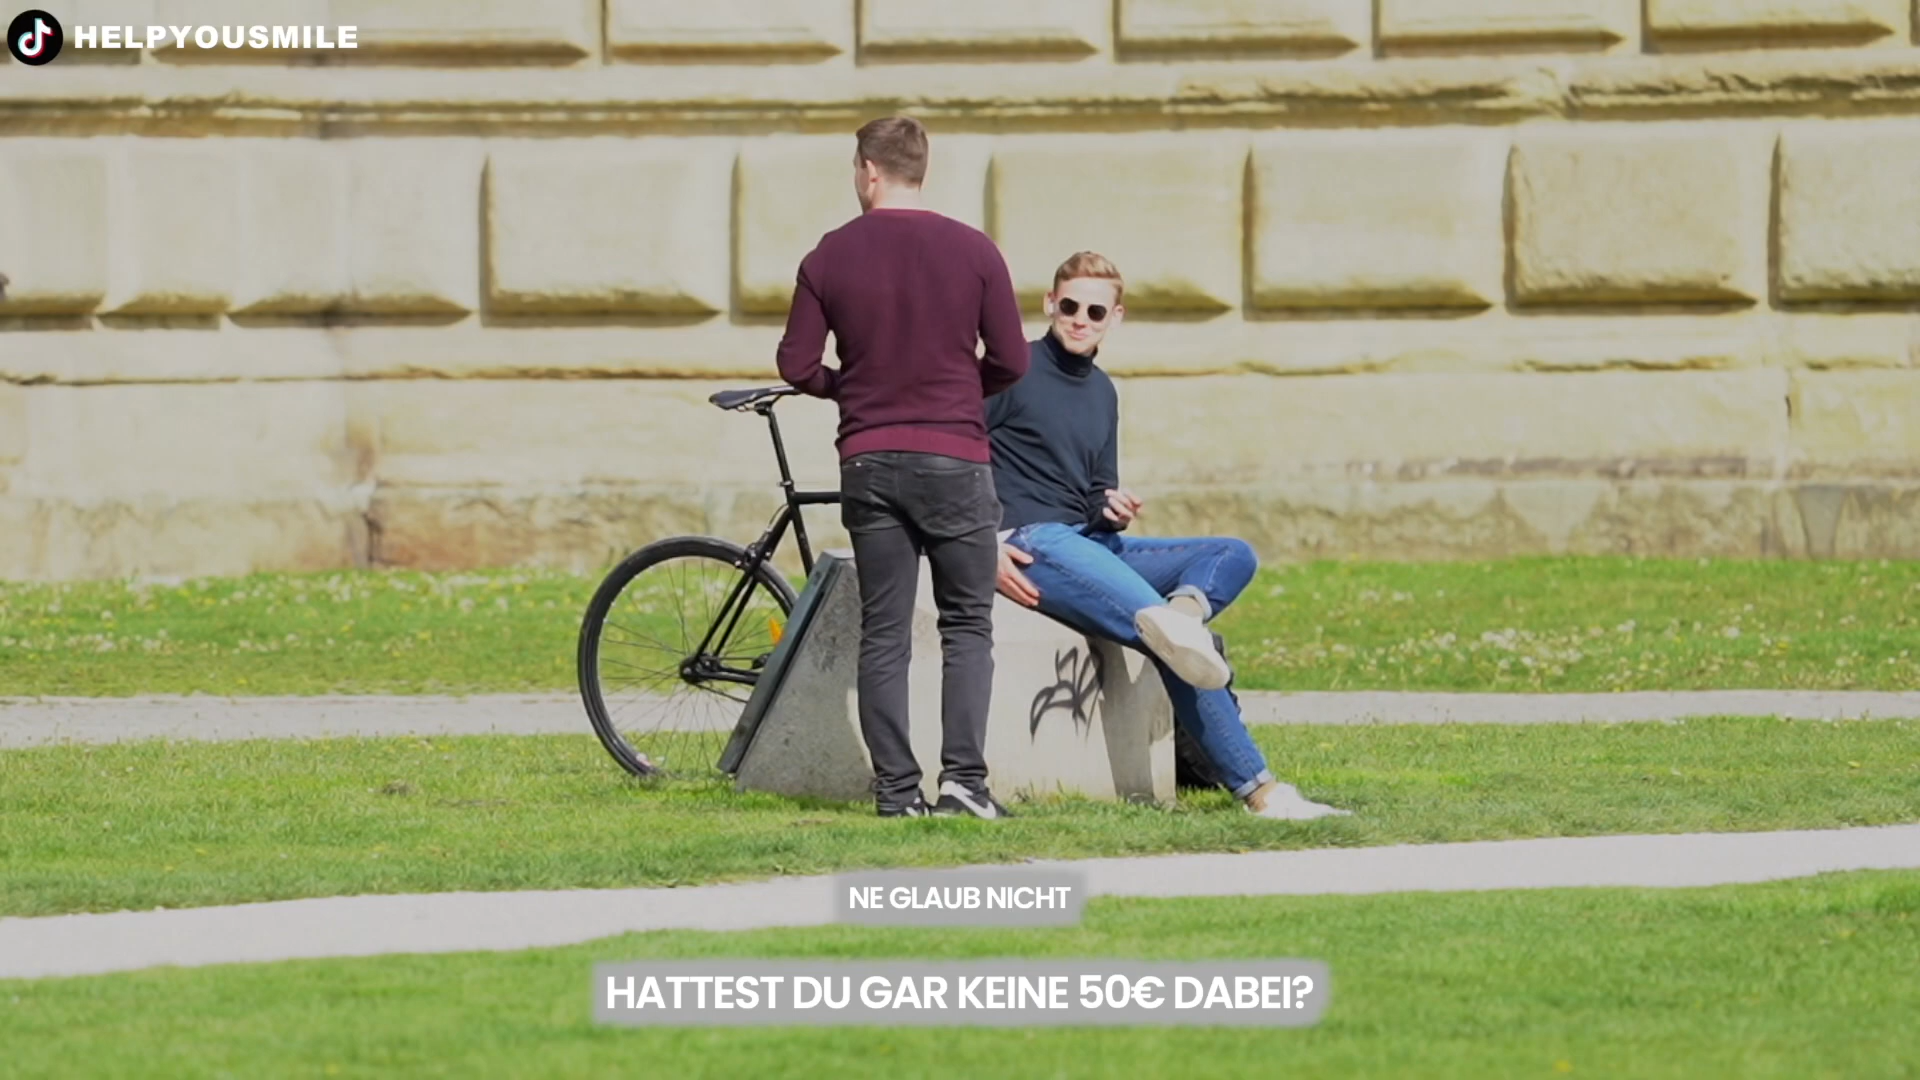 HELPYOUSMILE
NE GLAUB NICHT
HATTEST DU GAR KEINE 50€ DABEI?